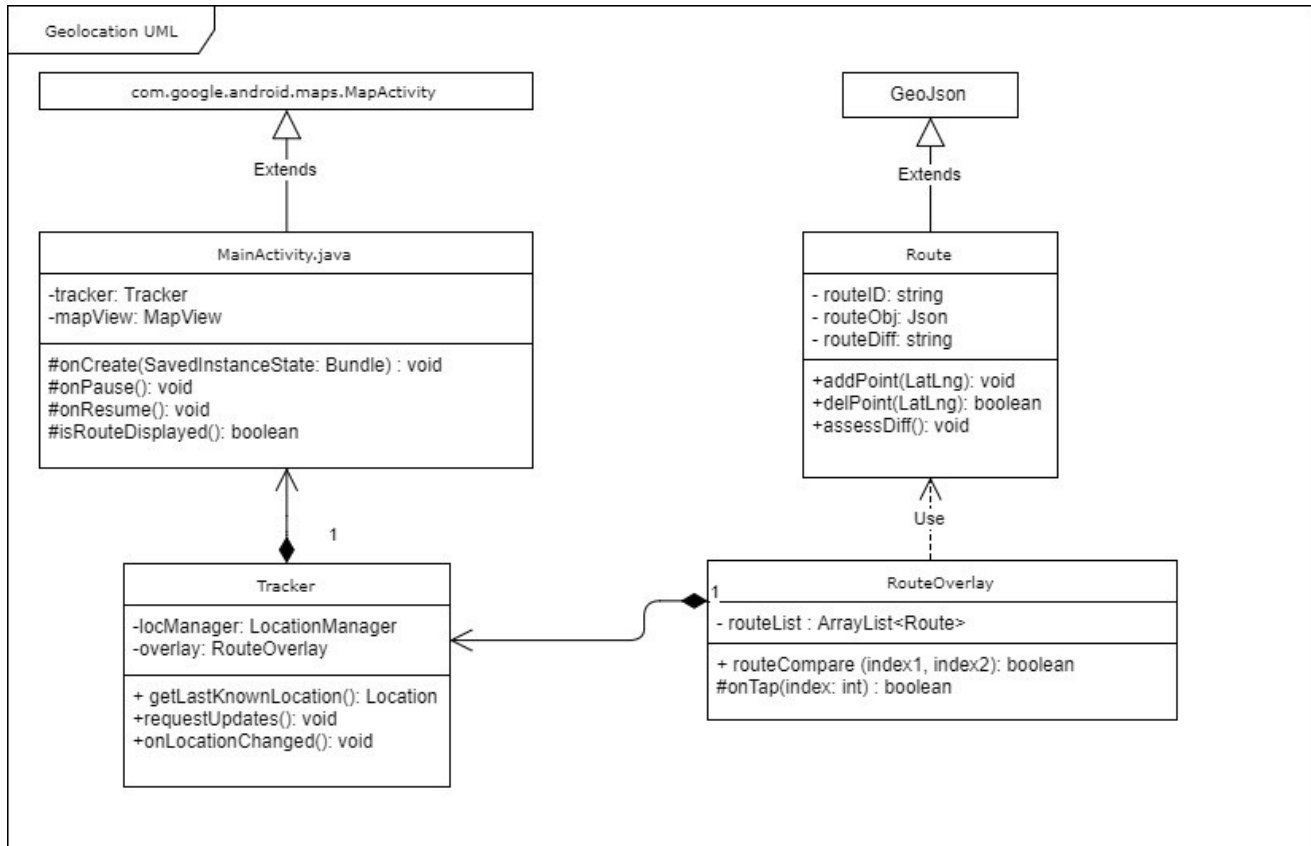 Geolocation UML
com.google.android.maps.MapActivity
Extends
MainActivity.java
-tracker: Tracker
-mapView: MapView
#onCreate(SavedInstanceState: Bundle) : void
#onPause(): void
#onResume(): void
#isRouteDisplayed(): boolean
1
Tracker
-locManager: LocationManager
-overlay: RouteOverlay
+ getLastKnownLocation(): Location
+requestUpdates(): void
+onLocationChanged(): void
GeoJson
Extends
Route
- routeID: string
- routeObj: Json
- routeDiff: string
+addPoint(LatLng): void
+delPoint(LatLng): boolean
+assessDiff(): void
Use
RouteOverlay
1
- routeList : ArrayList<Route>
+ routeCompare (index1, index2): boolean
#onTap(index: int) : boolean